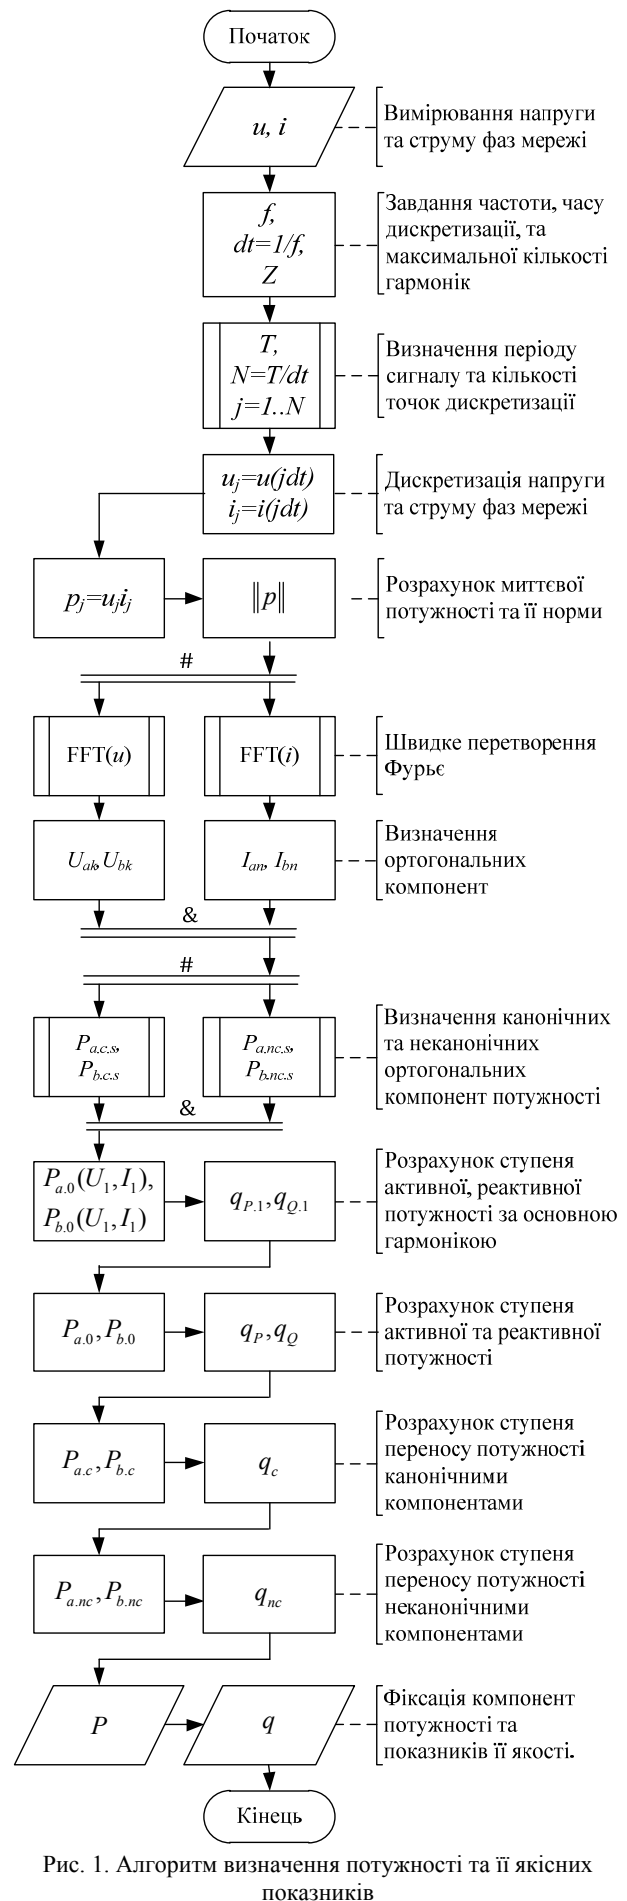 Початок
u, i
Вимірювання напруги
та струму фаз мережі
f,
dt=1/f,
Z
Завдання частоти, часу
дискретизації, та
максимальної кількості
гармонік
T,
N=T/dt
j=1..N
Визначення періоду
сигналу та кількості
точок дискретизації
uj=u(jdt)
ij=i(jdt)
Дискретизація напруги
та струму фаз мережі
pj=ujij
||p||
Розрахунок миттєвої
потужності та її норми
#
FFT(u)
FFT(i)
Швидке перетворення
Фурьє
Uak,Ubk
Ian, Ibn
Визначення
ортогональних
компонент
&
#
Pa.c.s,
Pb.c.s
Pa.nc.s,
Pb.nc.s
Визначення канонічних
та неканонічних
ортогональних
компонент потужності
&
Pa.0(U1,I1),
Pb.0(U1,I1)
qP.1,qQ.1
Розрахунок ступеня
активної, реактивної
потужності за основною
гармонікою
Pa.0,Pb.0
qP,qQ
Розрахунок ступеня
активної та реактивної
потужності
Pa.c,Pb.c
qc
Розрахунок ступеня
переносу потужності
канонічними
компонентами
Pa.nc,Pb.nc
qnc
Розрахунок ступеня
переносу потужності
неканонічними
компонентами
P
q
Фіксація компонент
потужності та
показників її якості.
Кінець
Рис. 1. Алгоритм визначення потужності та її якісних
показників